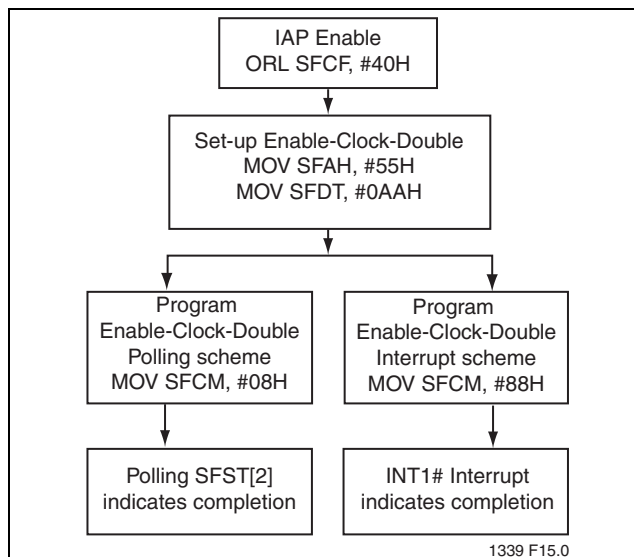 IAP Enable
ORL SFCF, #40H
Set-up Enable-Clock-Double
MOV SFAH, #55H
MOV SFDT, #0AAH
Program
Enable-Clock-Double
Polling scheme
MOV SFCM, #08H
Program
Enable-Clock-Double
Interrupt scheme
MOV SFCM, #88H
Polling SFST[2]
indicates completion
INT1# Interrupt
indicates completion
1339 F15.0